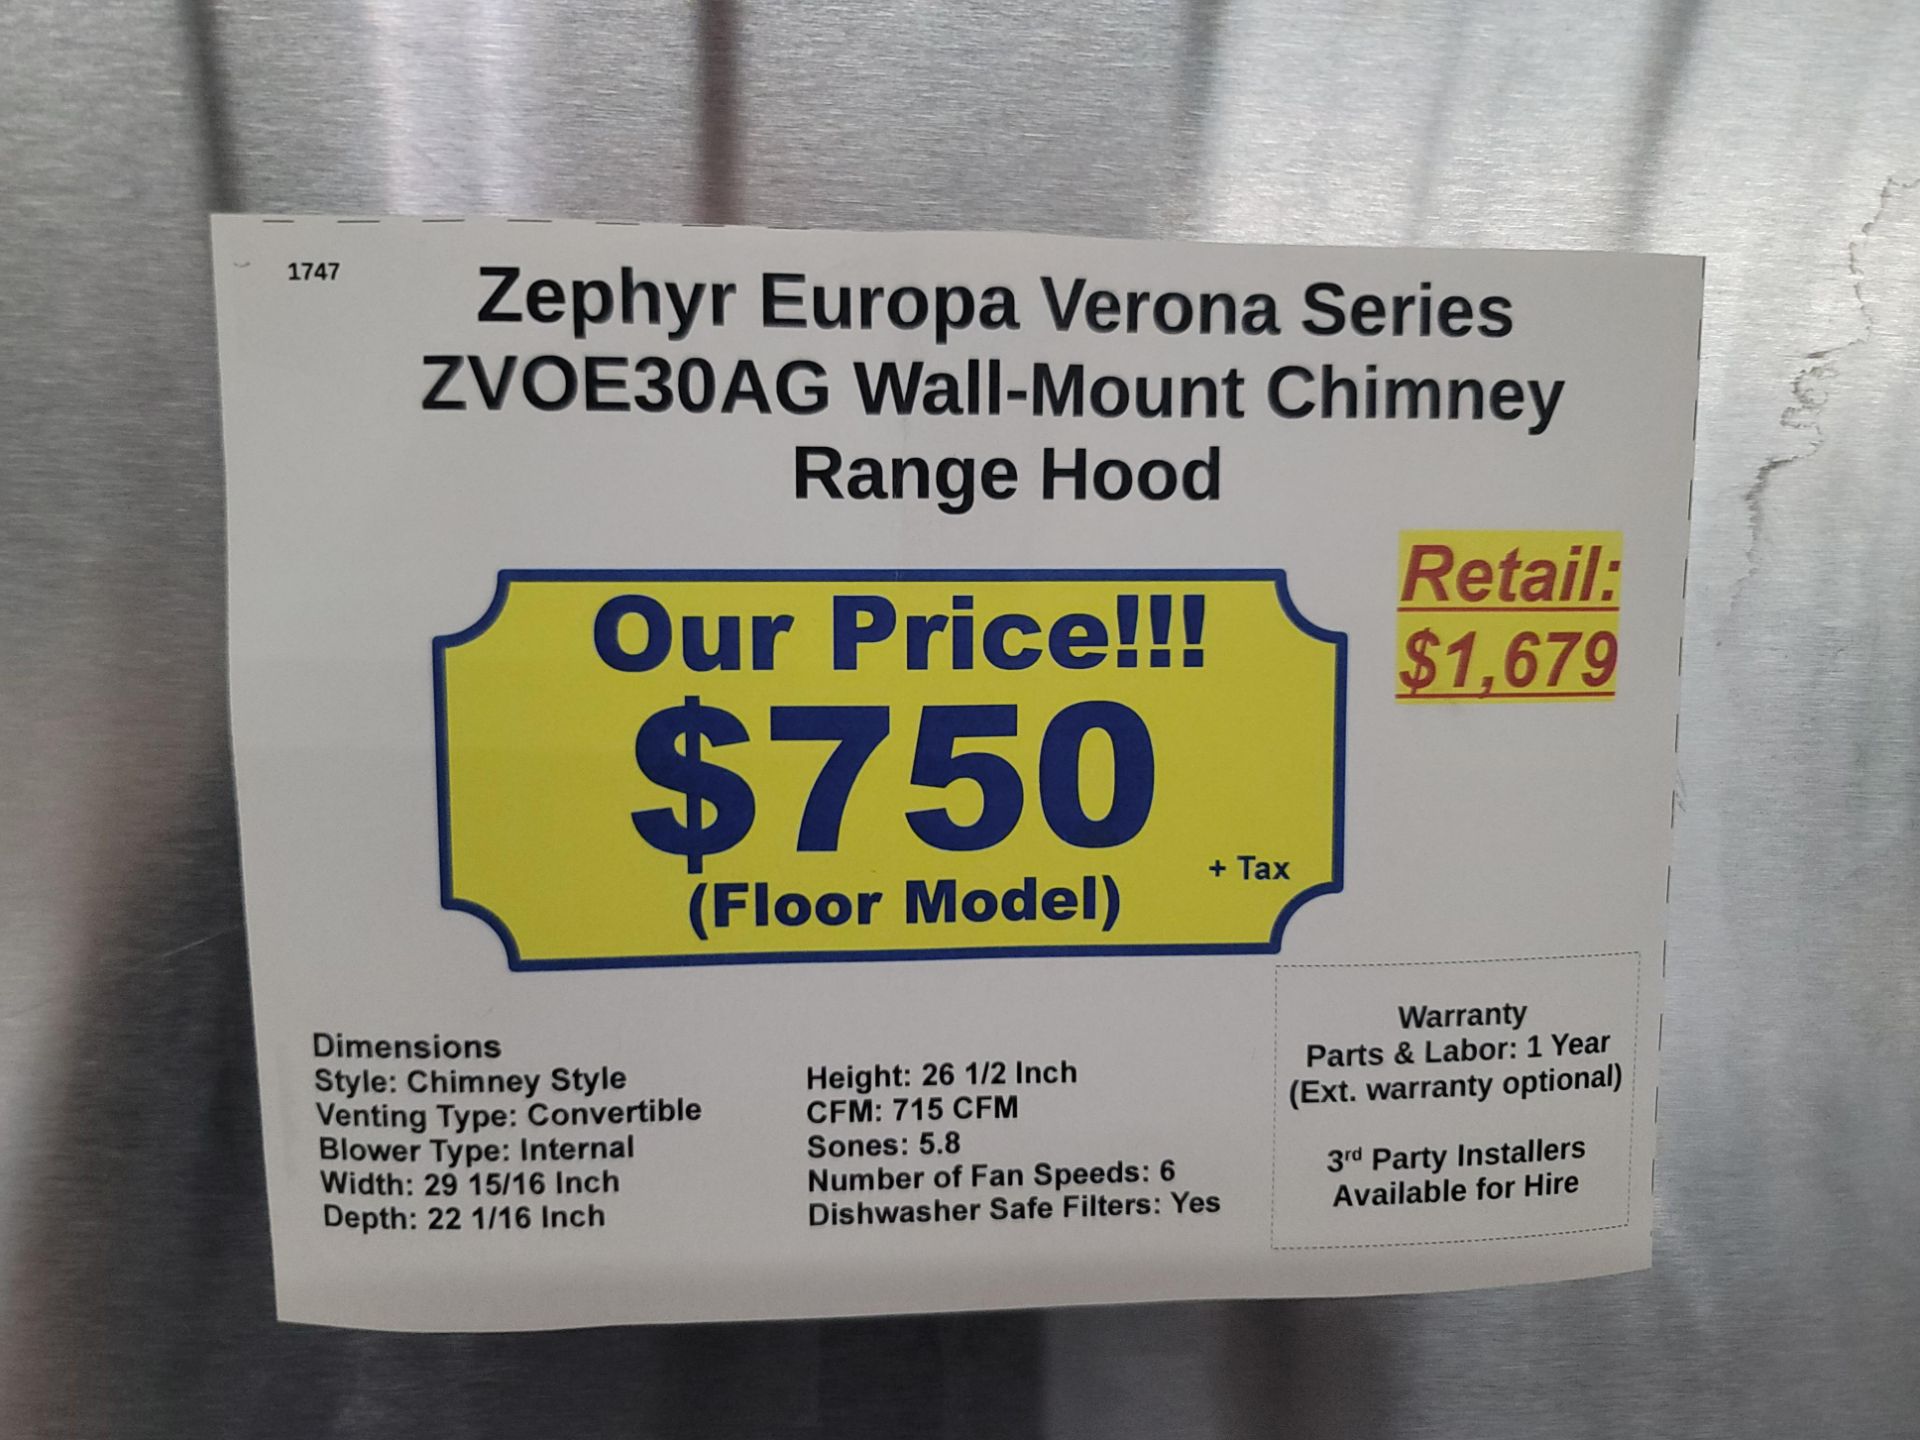 1747
Zephyr Europa Verona Series
ZVOE30AG Wall-Mount Chimney
Range Hood
Retail:
$1,679
Our Price!!!
$750
+ Tax
(Floor Model)
Dimensions
Style: Chimney Style
Venting Type: Convertible
Blower Type: Internal
Width: 29 15/16 Inch
Depth: 22 1/16 Inch
Height: 26 1/2 Inch
CFM: 715 CFM
Sones: 5.8
Number of Fan Speeds: 6
Dishwasher Safe Filters: Yes
Warranty
Parts & Labor: 1 Year
(Ext. warranty optional)
3rd Party Installers
Available for Hire